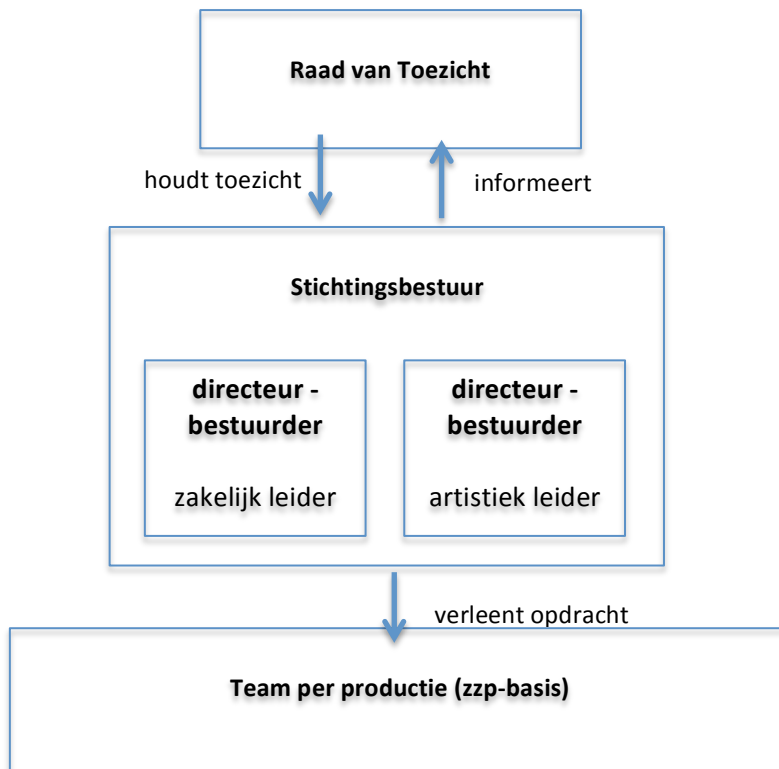 Raad van Toezicht
houdt toezicht
informeert
Stichtingsbestuur
directeur -
bestuurder
zakelijk leider
directeur -
bestuurder
artistiek leider
verleent opdracht
Team per productie (zzp-basis)